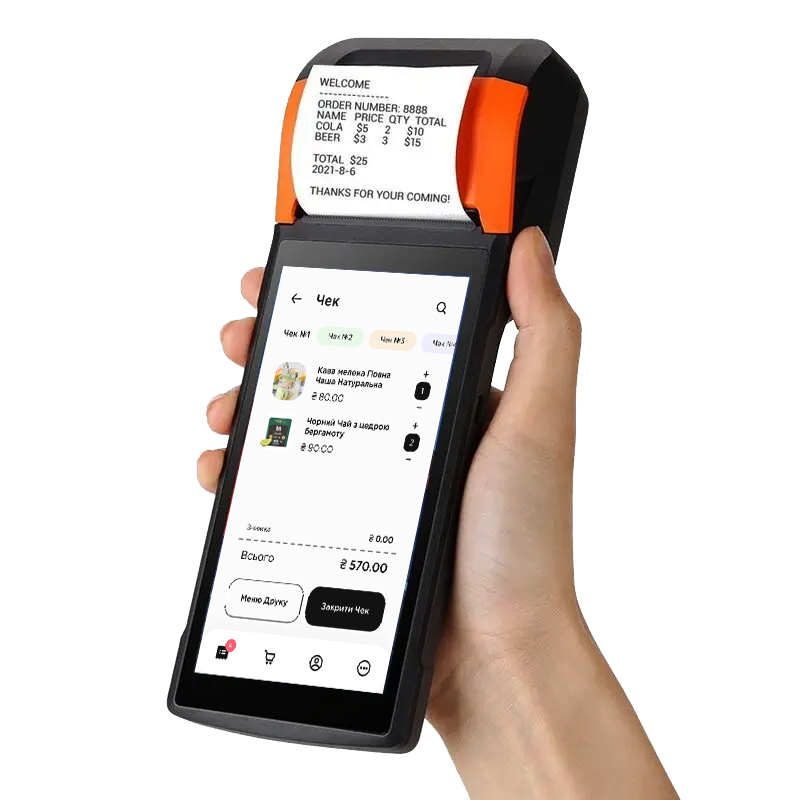 WELCOME
----------------
ORDER NUMBER: 8888
NAME PRICE QTY TOTAL
COLA $5 2 $10
BEER $3 3 $15
TOTAL $25
2021-8-6
THANKS FOR YOUR COMING!
← Чек
Чек №1 Чек №2 Чек №3 Чек №4
Кава мелена Повна
Чаша Натуральна
₴ 80.00
+
1
−
Чорний Чай з цедрою
бергамоту
₴ 90.00
+
2
−
Знижка ₴ 0.00
Всього ₴ 570.00
Меню Друку Закрити Чек
4